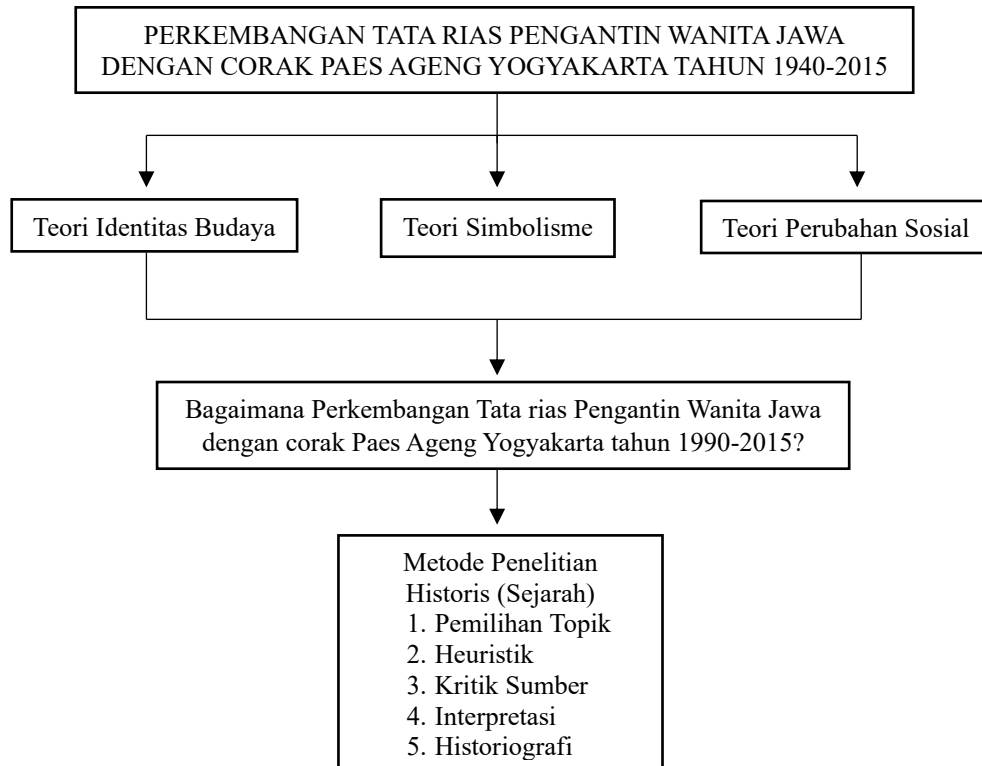 PERKEMBANGAN TATA RIAS PENGANTIN WANITA JAWA
DENGAN CORAK PAES AGENG YOGYAKARTA TAHUN 1940-2015
Teori Identitas Budaya
Teori Simbolisme
Teori Perubahan Sosial
Bagaimana Perkembangan Tata rias Pengantin Wanita Jawa
dengan corak Paes Ageng Yogyakarta tahun 1990-2015?
Metode Penelitian
Historis (Sejarah)
1. Pemilihan Topik
2. Heuristik
3. Kritik Sumber
4. Interpretasi
5. Historiografi